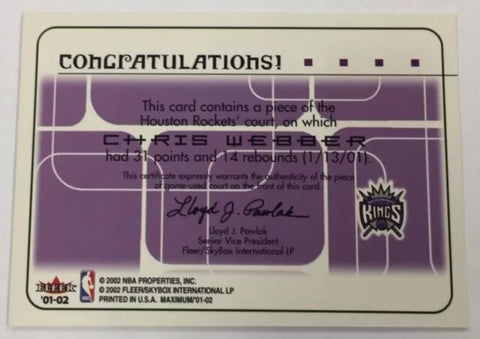 CONGRATULATIONS!
This card contains a piece of the
Houston Rockets' court, on which
CHRIS WEBBER
had 31 points and 14 rebounds (1/13/01).
This certificate expressly warrants the authenticity of the piece
of game-used court on the front of this card.
Lloyd J. Pawlak
Lloyd J. Pawlak
Senior Vice President
Fleer/SkyBox International LP
KINGS
FLEER
'01-02
© 2002 NBA PROPERTIES, INC.
© 2002 FLEER/SKYBOX INTERNATIONAL LP
PRINTED IN U.S.A. MAXIMUM/'01-02